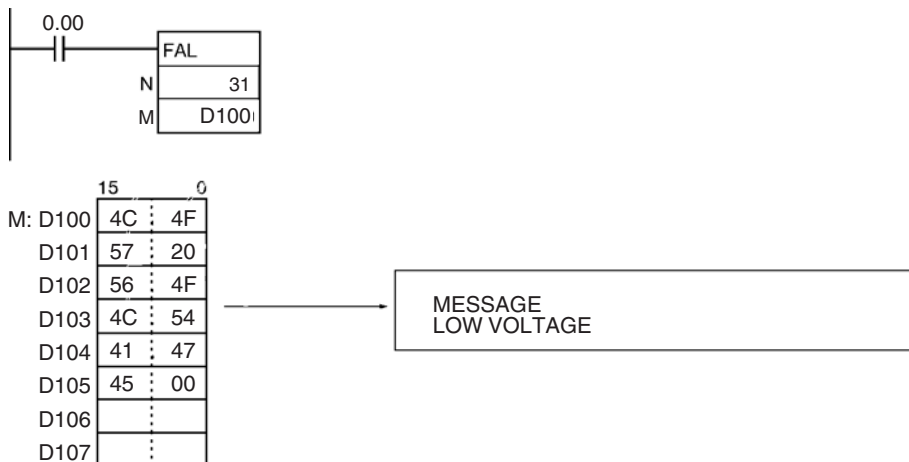 0.00
FAL
N 31
M D100
15 0
M: D100 4C 4F
D101 57 20
D102 56 4F
D103 4C 54
D104 41 47
D105 45 00
D106
D107
MESSAGE
LOW VOLTAGE